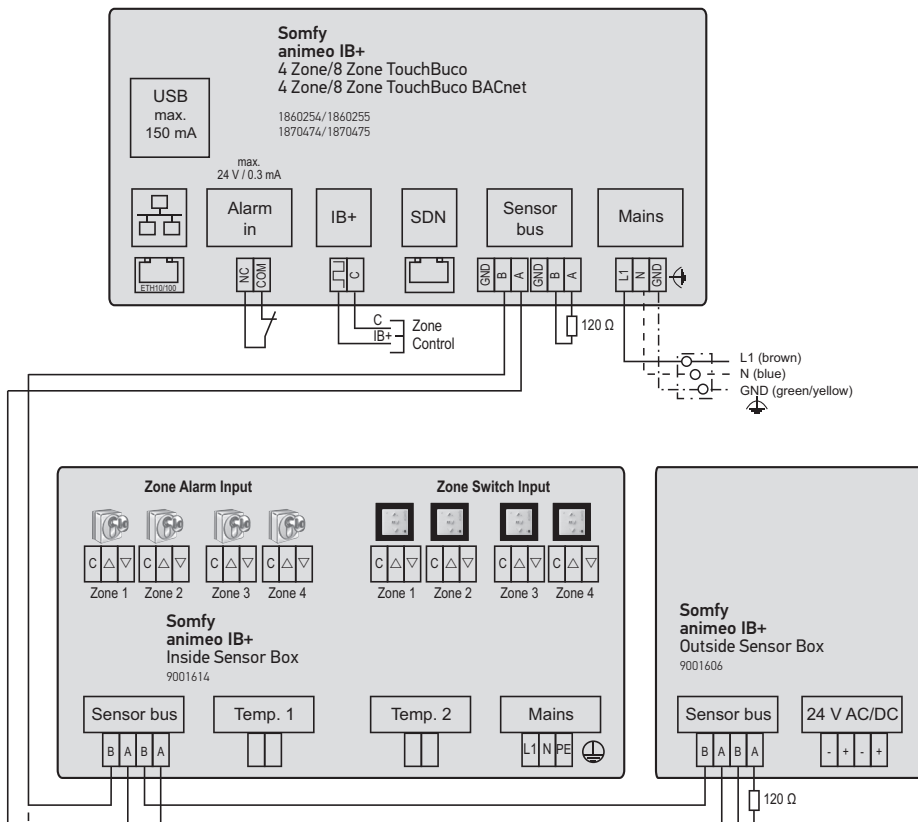 Somfy
animeo IB+
4 Zone/8 Zone TouchBuco
4 Zone/8 Zone TouchBuco BACnet
1860254/1860255
1870474/1870475
USB
max.
150 mA
max.
24 V / 0.3 mA
Alarm
in
IB+
SDN
Sensor
bus
Mains
ETH10/100
NC
COM
C
GND
B
A
GND
B
A
L1
N
GND
C
IB+
Zone
Control
120 Ω
L1 (brown)
N (blue)
GND (green/yellow)
Zone Alarm Input
C
C
C
C
Zone 1
Zone 2
Zone 3
Zone 4
Zone Switch Input
C
C
C
C
Zone 1
Zone 2
Zone 3
Zone 4
Somfy
animeo IB+
Inside Sensor Box
9001614
Sensor bus
B A B A
Temp. 1
Temp. 2
Mains
L1 N PE
Somfy
animeo IB+
Outside Sensor Box
9001606
Sensor bus
B A B A
24 V AC/DC
- + - +
120 Ω